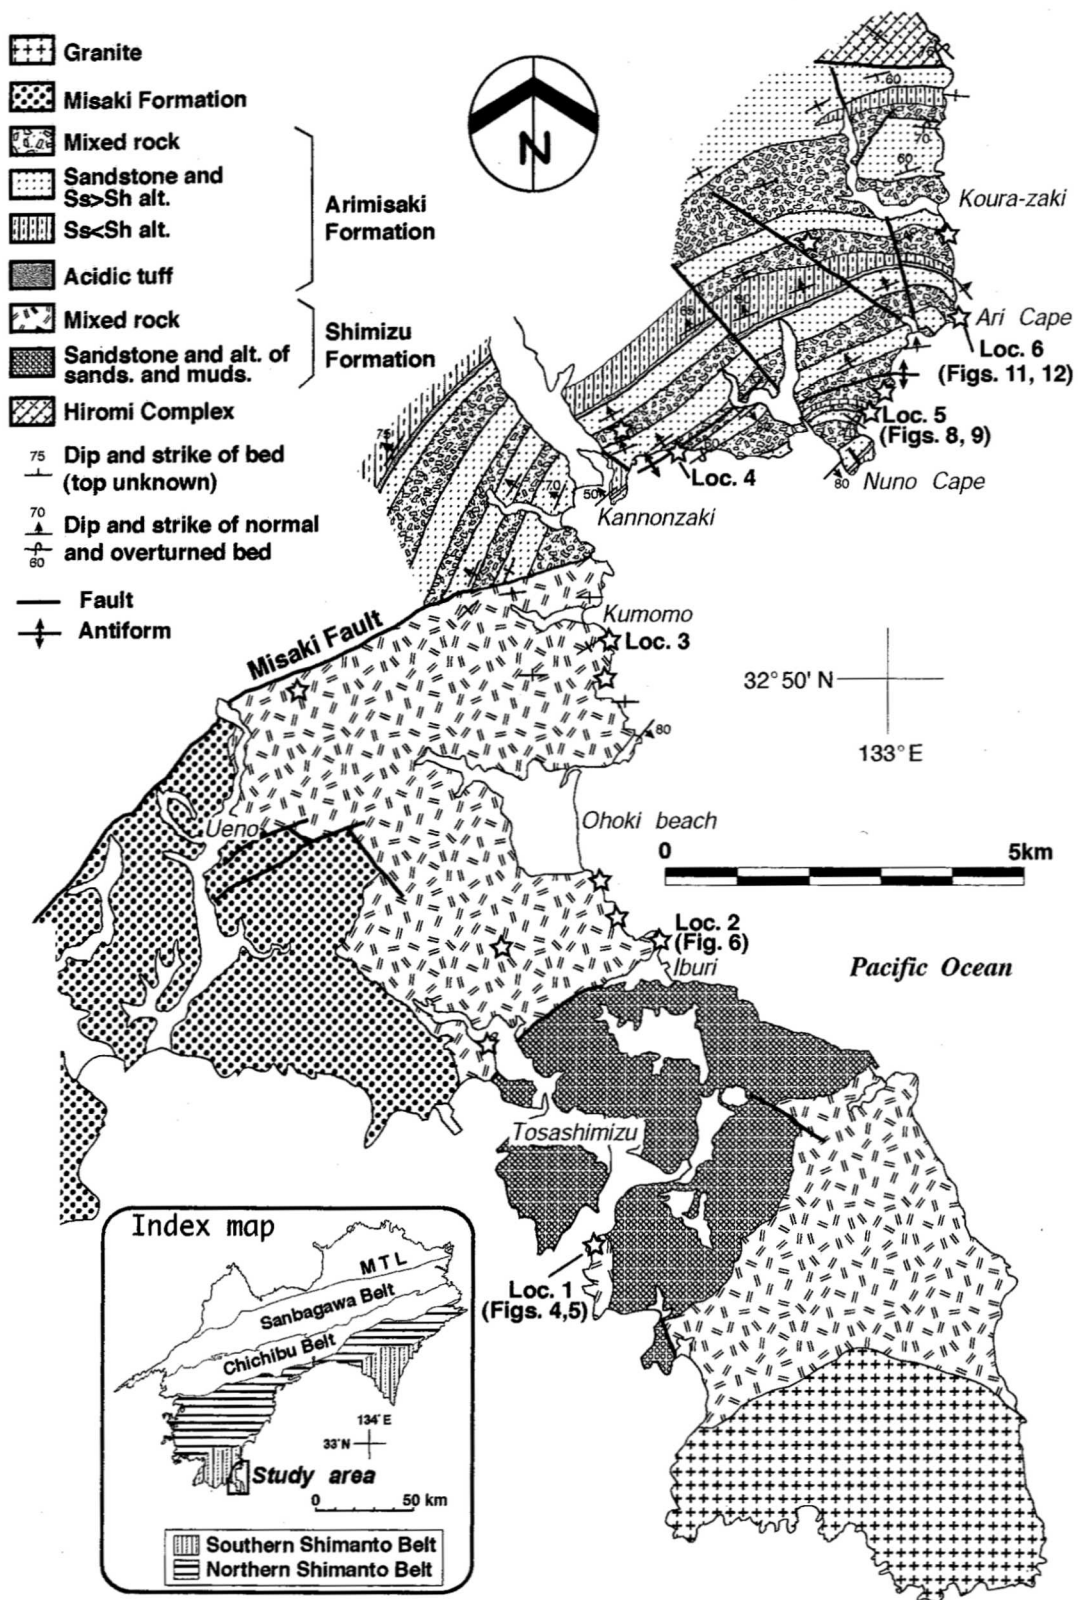 Granite
Misaki Formation
Mixed rock
Sandstone and
Ss>Sh alt.
Ss<Sh alt.
Acidic tuff
Arimisaki
Formation
Mixed rock
Sandstone and alt. of
sands. and muds.
Shimizu
Formation
Hiromi Complex
75
Dip and strike of bed
(top unknown)
70
60
Dip and strike of normal
and overturned bed
Fault
Antiform
N
76
60
70
60
Koura-zaki
Ari Cape
Loc. 6
(Figs. 11, 12)
Loc. 5
(Figs. 8, 9)
80
Nuno Cape
Loc. 4
75
70
50
Kannonzaki
Misaki Fault
Kumomo
Loc. 3
80
32°50' N
133°E
Ueno
Ohoki beach
0
5km
Loc. 2
(Fig. 6)
Iburi
Pacific Ocean
Tosashimizu
Loc. 1
(Figs. 4,5)
Index map
MTL
Sanbagawa Belt
Chichibu Belt
134°E
33°N
Study area
0
50 km
Southern Shimanto Belt
Northern Shimanto Belt